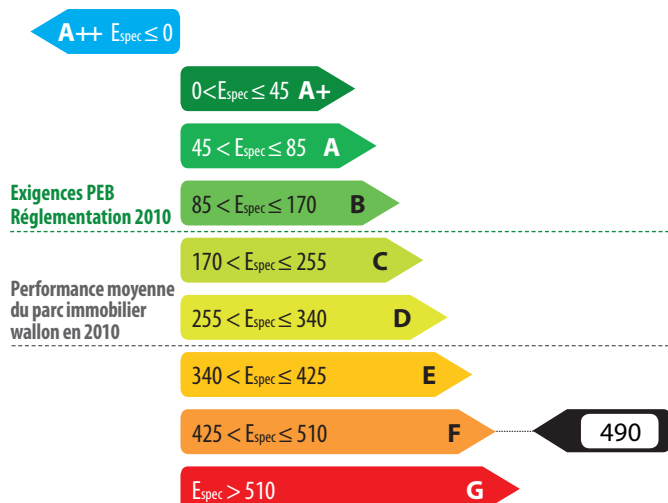 A++ Espec ≤ 0
0<Espec ≤ 45 A+
45 < Espec ≤ 85 A
Exigences PEB
Réglementation 2010
85 < Espec ≤ 170 B
170 < Espec ≤ 255 C
Performance moyenne
du parc immobilier
wallon en 2010
255 < Espec ≤ 340 D
340 < Espec ≤ 425 E
425 < Espec ≤ 510 F
490
Espec > 510 G